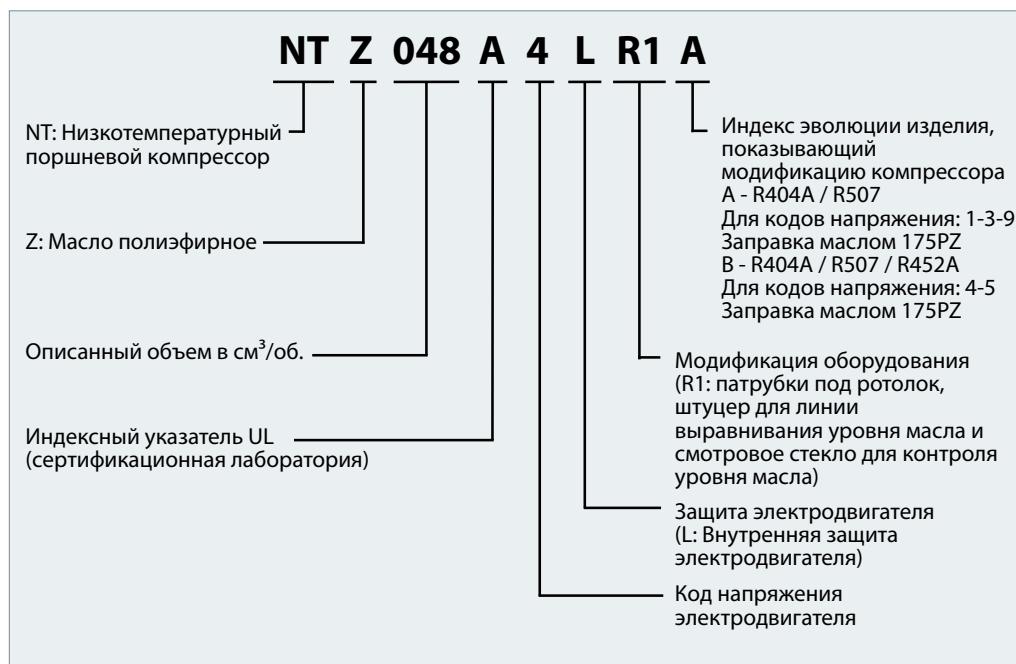 NT Z 048 A 4 L R1 A
NT: Низкотемпературный
поршневой компрессор
Z: Масло полиэфирное
Описанный объем в см³/об.
Индексный указатель UL
(сертификационная лаборатория)
Индекс эволюции изделия,
показывающий
модификацию компрессора
A - R404A / R507
Для кодов напряжения: 1-3-9
Заправка маслом 175PZ
B - R404A / R507 / R452A
Для кодов напряжения: 4-5
Заправка маслом 175PZ
Модификация оборудования
(R1: патрубки под ротолок,
штуцер для линии
выравнивания уровня масла и
смотровое стекло для контроля
уровня масла)
Защита электродвигателя
(L: Внутренняя защита
электродвигателя)
Код напряжения
электродвигателя